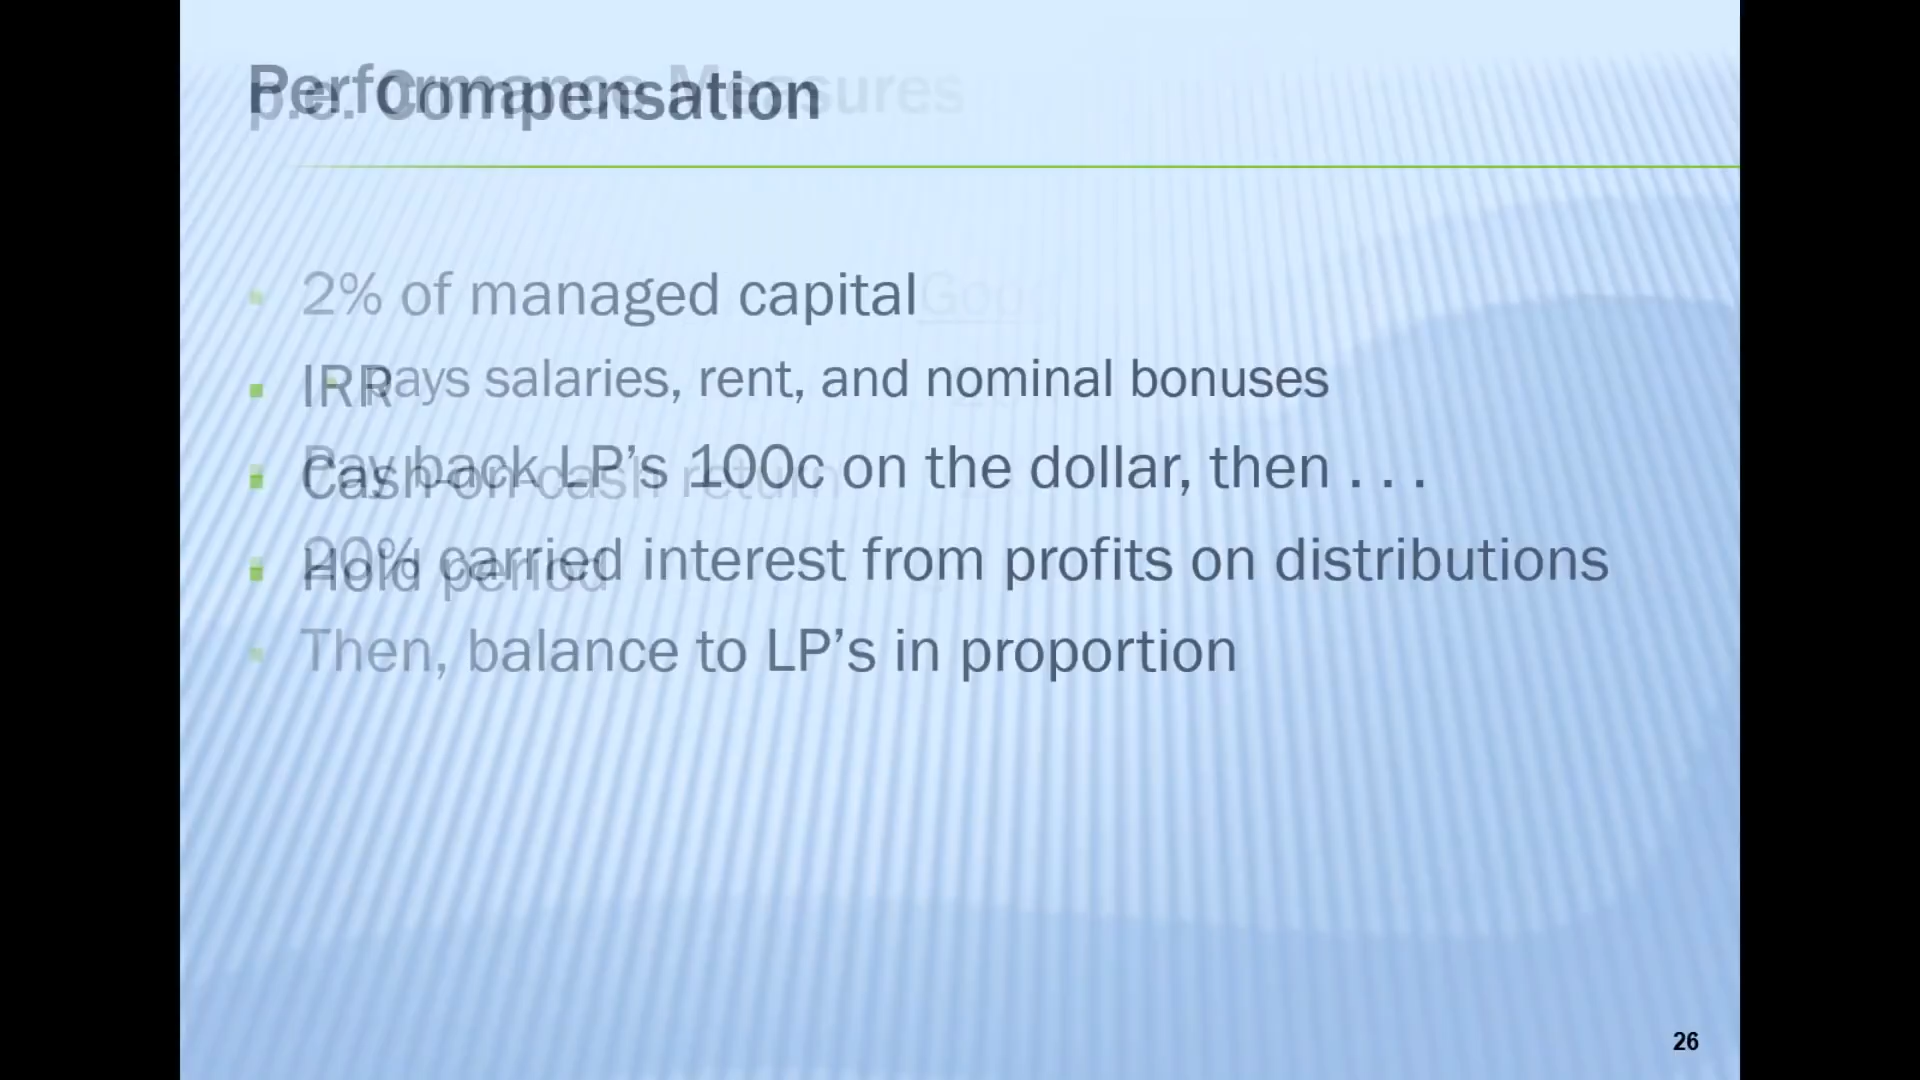 Performance Measures
p.e. Compensation
2% of managed capital
IRR
pays salaries, rent, and nominal bonuses
Pay back LP’s 100c on the dollar, then . . .
Cash-on-cash return
20% carried interest from profits on distributions
Hold period
Then, balance to LP’s in proportion
26